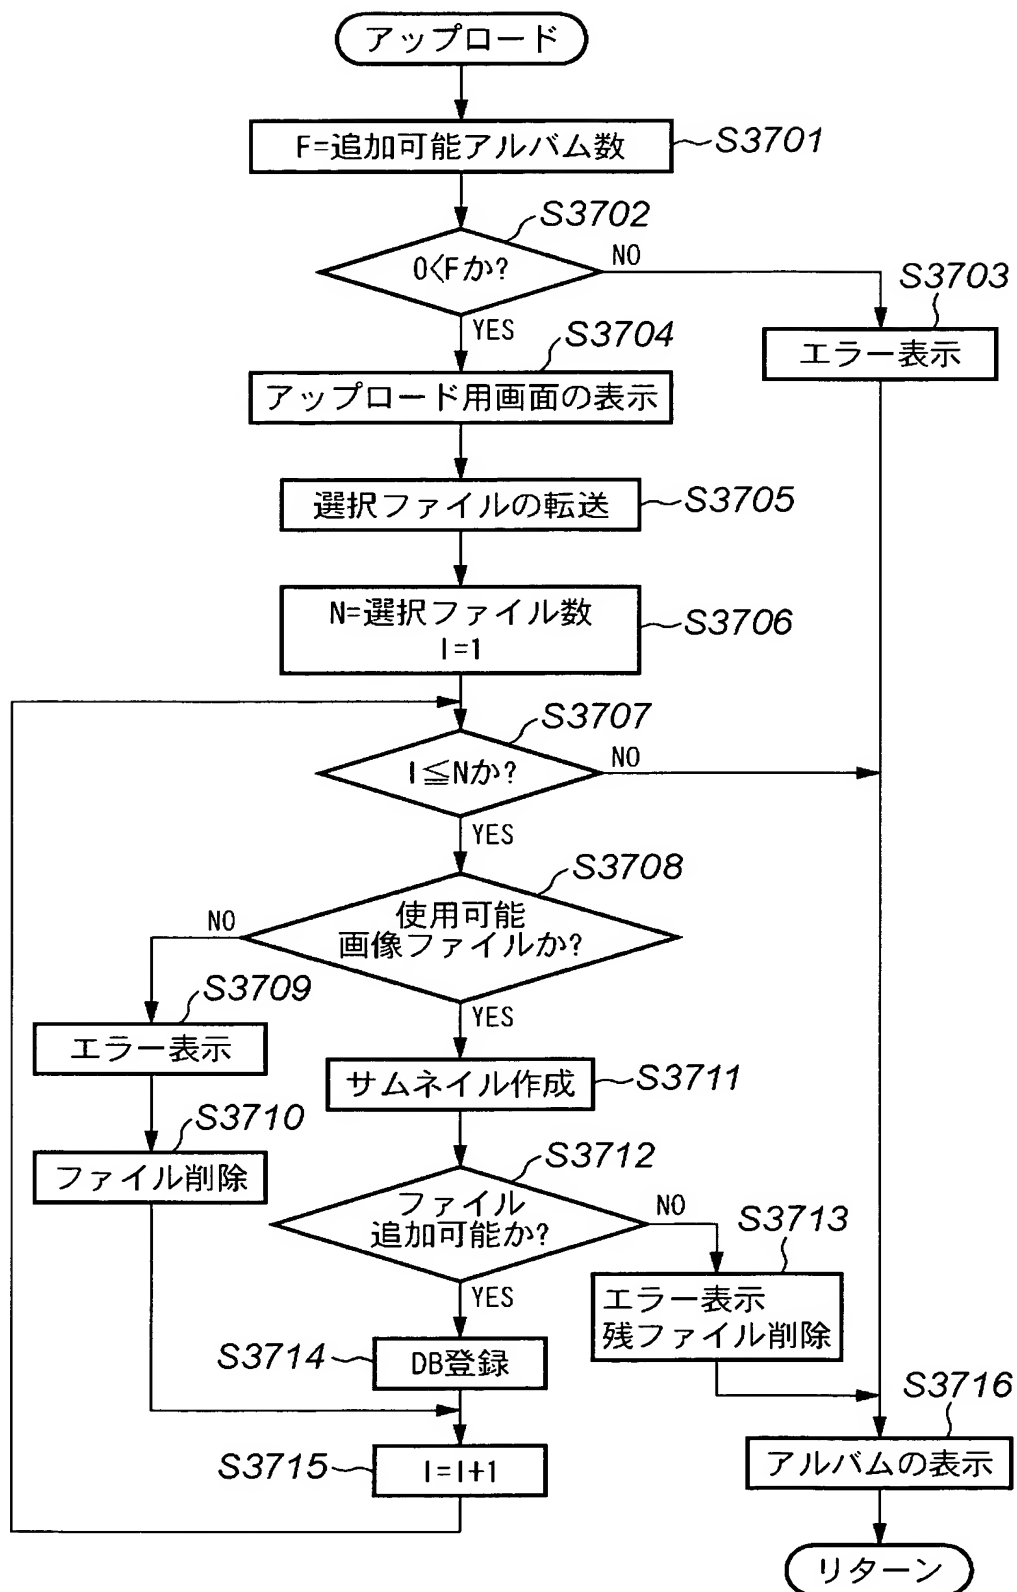 アップロード
F=追加可能アルバム数
S3701
S3702
0<Fか?
NO
YES
S3703
エラー表示
S3704
アップロード用画面の表示
選択ファイルの転送
S3705
N=選択ファイル数
I=1
S3706
S3707
I≦Nか?
NO
YES
S3708
使用可能
画像ファイルか?
NO
YES
S3709
エラー表示
サムネイル作成
S3711
S3710
ファイル削除
S3712
ファイル
追加可能か?
NO
YES
S3713
エラー表示
残ファイル削除
S3714
DB登録
S3715
I=I+1
S3716
アルバムの表示
リターン